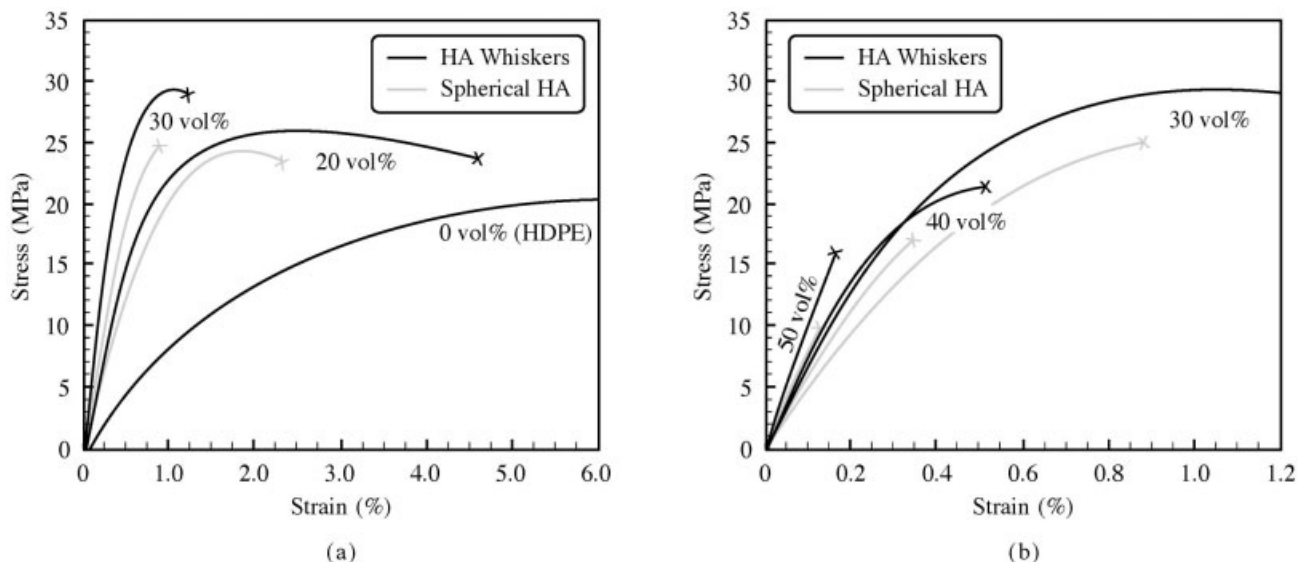 35
30
25
20
15
10
5
0
Stress (MPa)
HA Whiskers
Spherical HA
30 vol%
20 vol%
0 vol% (HDPE)
0 1.0 2.0 3.0 4.0 5.0 6.0
Strain (%)
(a)
35
30
25
20
15
10
5
0
Stress (MPa)
HA Whiskers
Spherical HA
30 vol%
40 vol%
50 vol%
0 0.2 0.4 0.6 0.8 1.0 1.2
Strain (%)
(b)